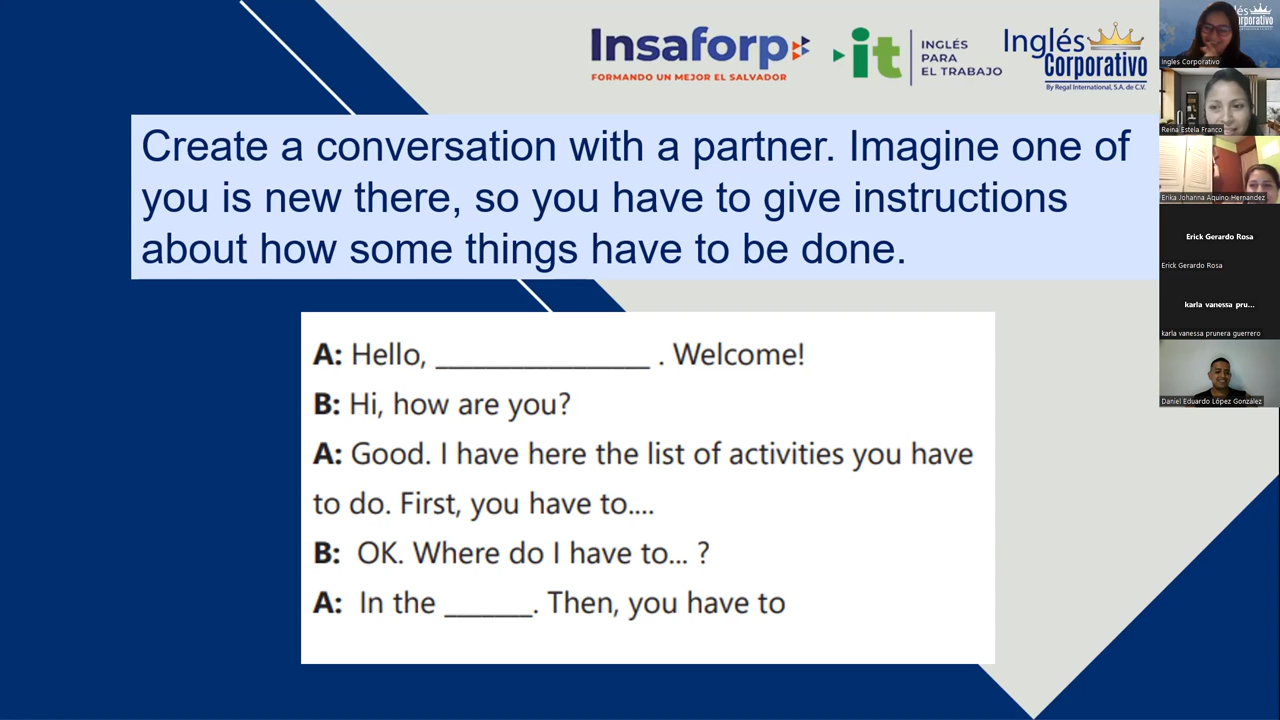 Insaforp
FORMANDO UN MEJOR EL SALVADOR
it
INGLÉS
PARA
EL TRABAJO
Inglés
Corporativo
By Regal International, S.A. de C.V.
Create a conversation with a partner. Imagine one of
you is new there, so you have to give instructions
about how some things have to be done.
A: Hello, _________________ . Welcome!
B: Hi, how are you?
A: Good. I have here the list of activities you have
to do. First, you have to....
B: OK. Where do I have to... ?
A: In the _______. Then, you have to
Ingles Corporativo
Reina Estela Franco
Erika Johanna Aquino Hernandez
Erick Gerardo Rosa
Erick Gerardo Rosa
karla vanessa pru...
karla vanessa prunera guerrero
Daniel Eduardo López González